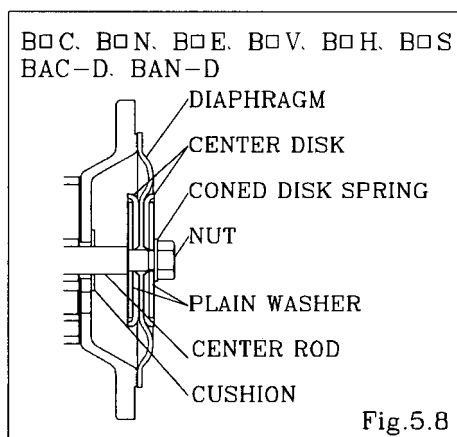 B□C、B□N、B□E、B□V、B□H、B□S
BAC-D、BAN-D
DIAPHRAGM
CENTER DISK
CONED DISK SPRING
NUT
PLAIN WASHER
CENTER ROD
CUSHION
Fig.5.8